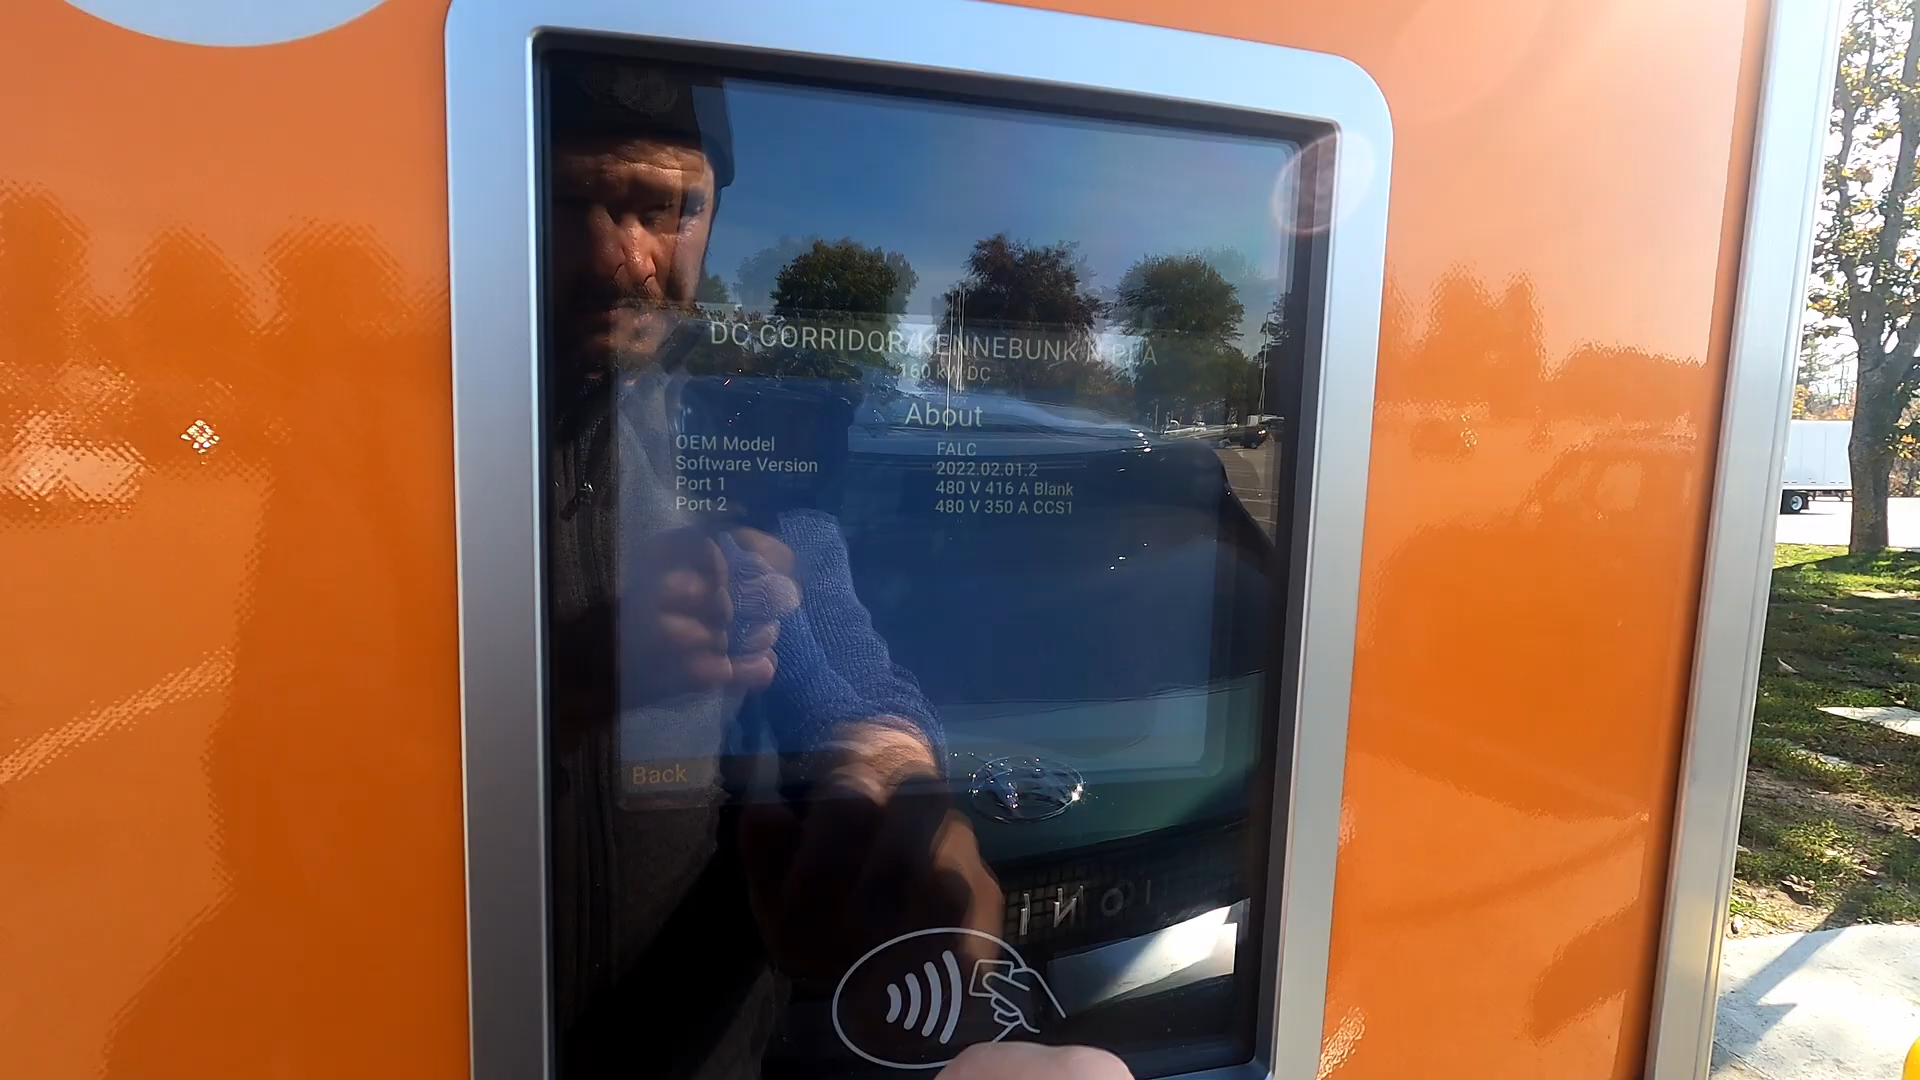 DC CORRIDOR/KENNEBUNK N PLA
160 kW DC
About
OEM Model FALC
Software Version 2022.02.01.2
Port 1 480 V 416 A Blank
Port 2 480 V 350 A CCS1
Back